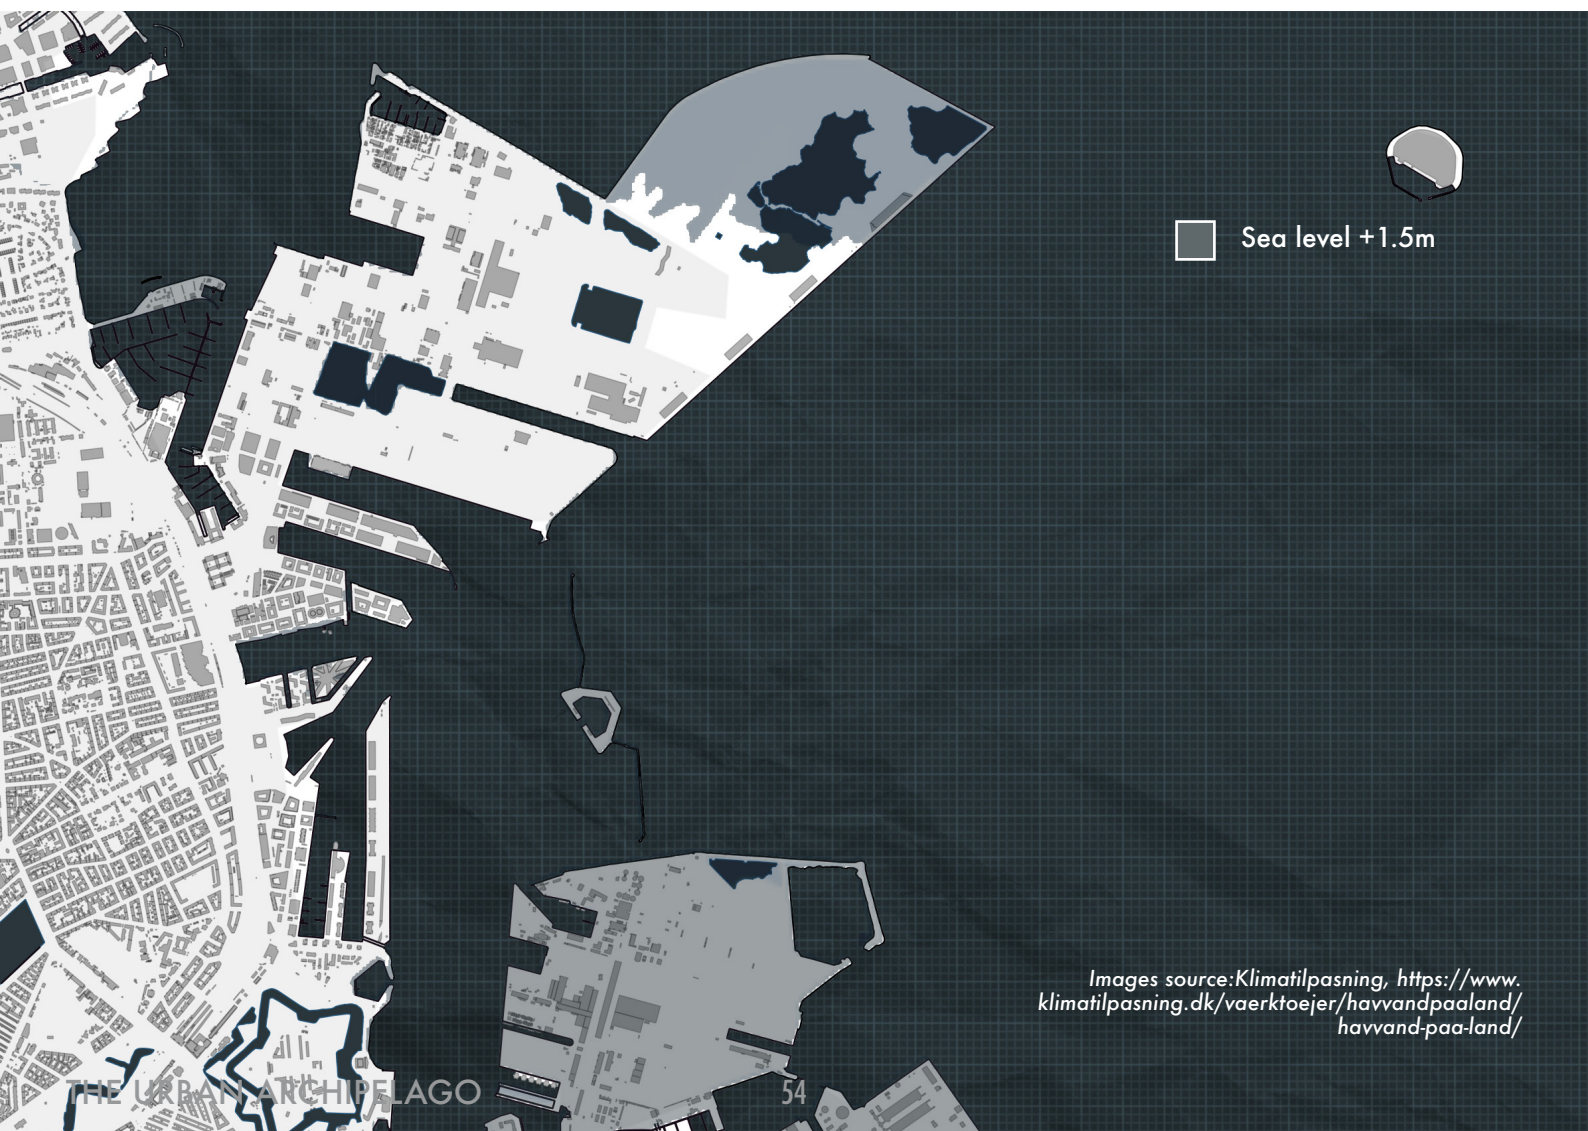 Sea level +1.5m
Images source:Klimatilpasning, https://www.
klimatilpasning.dk/vaerktoejer/havvandpaaland/
havvand-paa-land/
THE URBAN ARCHIPELAGO
54